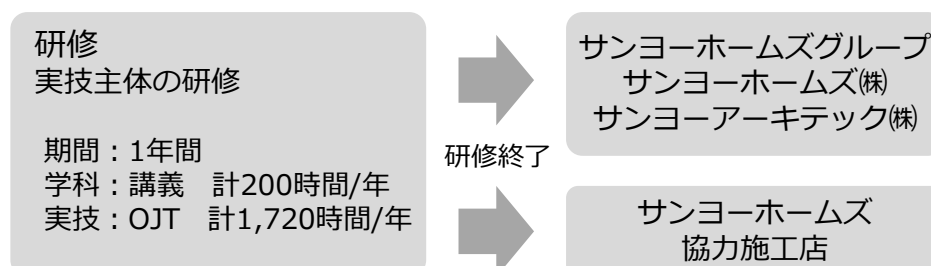 研修
実技主体の研修
期間：1年間
学科：講義　計200時間/年
実技：OJT　計1,720時間/年
研修終了
サンヨーホームズグループ
サンヨーホームズ㈱
サンヨーアーキテック㈱
サンヨーホームズ
協力施工店